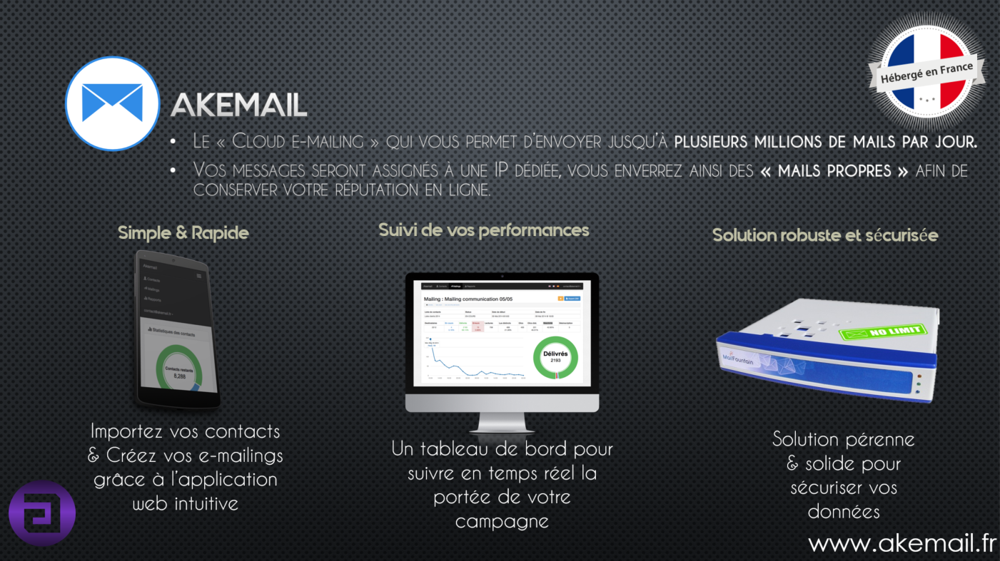 Hébergé en France
AKEMAIL
• Le « Cloud e-mailing » qui vous permet d'envoyer jusqu'à plusieurs millions de mails par jour.
• Vos messages seront assignés à une IP dédiée, vous enverrez ainsi des « mails propres » afin de
conserver votre réputation en ligne.
Simple & Rapide
Suivi de vos performances
Solution robuste et sécurisée
Akemail
Contacts
Mailings
Rapports
Statistiques des contacts
Contacts restants
8,288
Mailing : Mailing communication 05/05
Délivrés
2193
NO LIMIT
MailFountain
Importez vos contacts
& Créez vos e-mailings
grâce à l'application
web intuitive
Un tableau de bord pour
suivre en temps réel la
portée de votre
campagne
Solution pérenne
& solide pour
sécuriser vos
données
www.akemail.fr